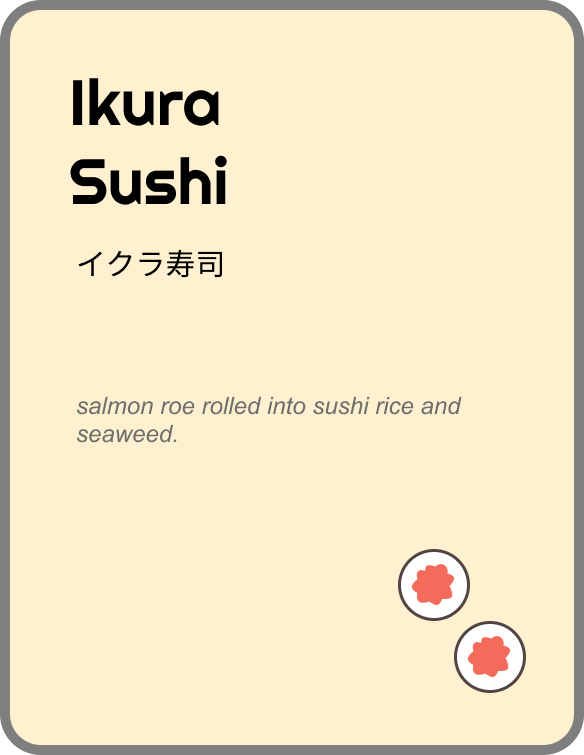 Ikura
Sushi
イクラ寿司
salmon roe rolled into sushi rice and
seaweed.